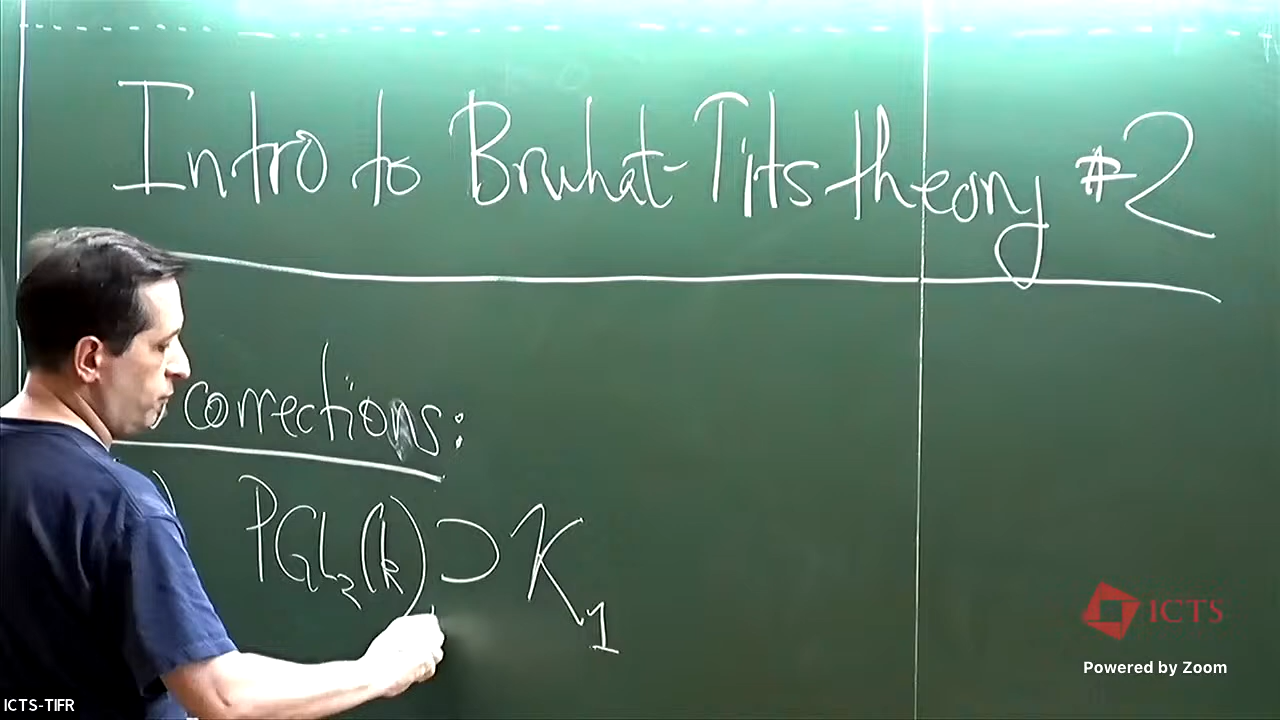 Intro to Bruhat-Tits theory #2
corrections:
) PGL₂(k) ⊃ K₁
ICTS
Powered by Zoom
ICTS-TIFR